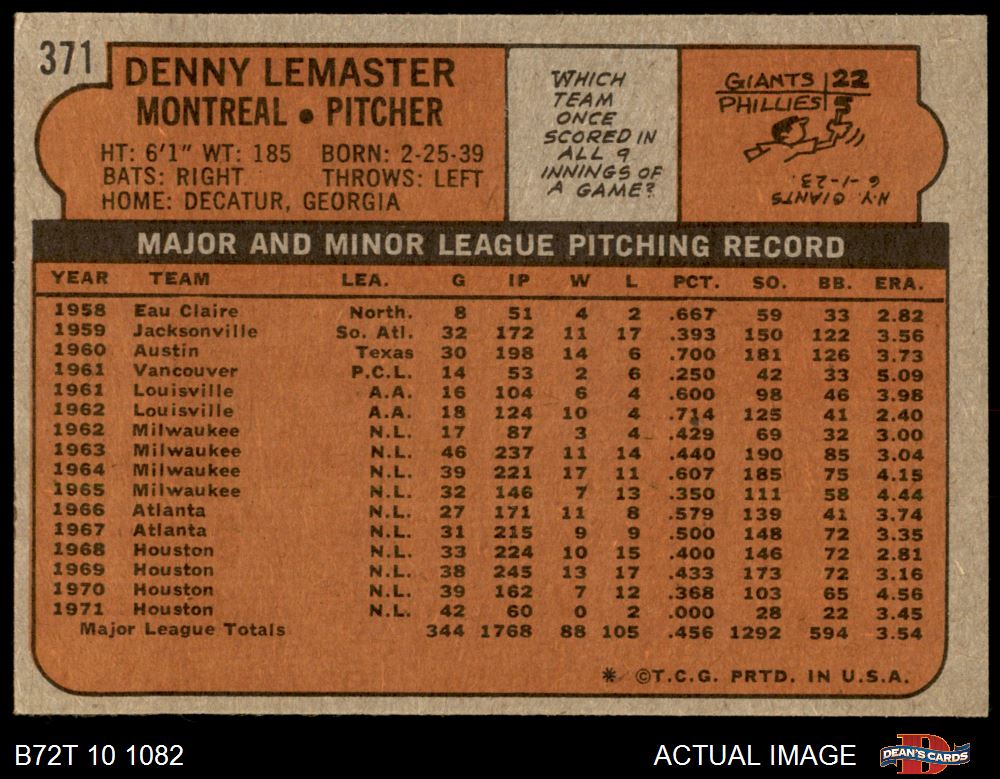 371
DENNY LEMASTER
MONTREAL • PITCHER
HT: 6'1" WT: 185 BORN: 2-25-39
BATS: RIGHT THROWS: LEFT
HOME: DECATUR, GEORGIA
WHICH
TEAM
ONCE
SCORED IN
ALL 9
INNINGS OF
A GAME?
GIANTS 22
PHILLIES 5
N.Y. GIANTS
6-1-23.
MAJOR AND MINOR LEAGUE PITCHING RECORD
YEAR TEAM LEA. G IP W L PCT. SO. BB. ERA.
1958 Eau Claire North. 8 51 4 2 .667 59 33 2.82
1959 Jacksonville So. Atl. 32 172 11 17 .393 150 122 3.56
1960 Austin Texas 30 198 14 6 .700 181 126 3.73
1961 Vancouver P.C.L. 14 53 2 6 .250 42 33 5.09
1961 Louisville A.A. 16 104 6 4 .600 98 46 3.98
1962 Louisville A.A. 18 124 10 4 .714 125 41 2.40
1962 Milwaukee N.L. 17 87 3 4 .429 69 32 3.00
1963 Milwaukee N.L. 46 237 11 14 .440 190 85 3.04
1964 Milwaukee N.L. 39 221 17 11 .607 185 75 4.15
1965 Milwaukee N.L. 32 146 7 13 .350 111 58 4.44
1966 Atlanta N.L. 27 171 11 8 .579 139 41 3.74
1967 Atlanta N.L. 31 215 9 9 .500 148 72 3.35
1968 Houston N.L. 33 224 10 15 .400 146 72 2.81
1969 Houston N.L. 38 245 13 17 .433 173 72 3.16
1970 Houston N.L. 39 162 7 12 .368 103 65 4.56
1971 Houston N.L. 42 60 0 2 .000 28 22 3.45
Major League Totals 344 1768 88 105 .456 1292 594 3.54
* ©T.C.G. PRTD. IN U.S.A.
B72T 10 1082
ACTUAL IMAGE
DEAN'S CARDS